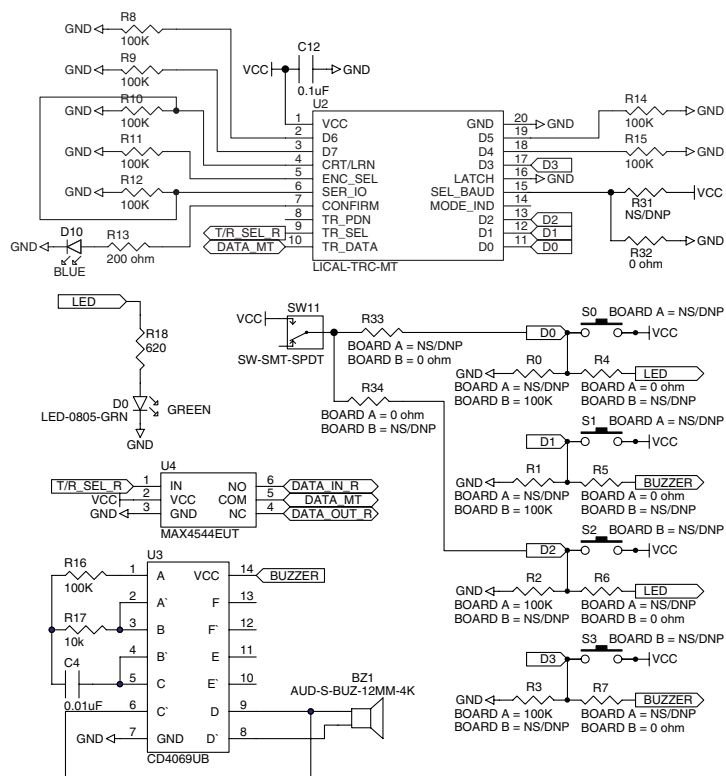 R8
GND
100K
R9
GND
100K
R10
GND
100K
R11
GND
100K
R12
GND
100K
D10
R13
GND
200 ohm
BLUE
C12
VCC
GND
0.1uF
U2
1 VCC GND 20 GND
2 D6 D5 19
3 D7 D4 18
4 CRT/LRN D3 17 D3
5 ENC_SEL LATCH 16 GND
6 SER_IO SEL_BAUD 15
7 CONFIRM MODE_IND 14
8 TR_PDN D2 13 D2
T/R_SEL_R 9 TR_SEL D1 12 D1
DATA_MT 10 TR_DATA D0 11 D0
LICAL-TRC-MT
R14
GND
100K
R15
GND
100K
R31
VCC
NS/DNP
R32
GND
0 ohm
LED
R18
620
D0
GREEN
LED-0805-GRN
GND
SW11
VCC
SW-SMT-SPDT
R33
BOARD A = NS/DNP
BOARD B = 0 ohm
R34
BOARD A = 0 ohm
BOARD B = NS/DNP
S0 BOARD A = NS/DNP
D0
VCC
R0 R4
GND LED
BOARD A = NS/DNP BOARD A = 0 ohm
BOARD B = 100K BOARD B = NS/DNP
S1 BOARD A = NS/DNP
D1
VCC
R1 R5
GND BUZZER
BOARD A = NS/DNP BOARD A = 0 ohm
BOARD B = 100K BOARD B = NS/DNP
S2 BOARD B = NS/DNP
D2
VCC
R2 R6
GND LED
BOARD A = 100K BOARD A = NS/DNP
BOARD B = NS/DNP BOARD B = 0 ohm
S3 BOARD B = NS/DNP
D3
VCC
R3 R7
GND BUZZER
BOARD A = 100K BOARD A = NS/DNP
BOARD B = NS/DNP BOARD B = 0 ohm
U4
T/R_SEL_R 1 IN NO 6 DATA_IN_R
VCC 2 VCC COM 5 DATA_MT
GND 3 GND NC 4 DATA_OUT_R
MAX4544EUT
U3
R16
100K
R17
10k
C4
0.01uF
1 A VCC 14 BUZZER
2 A` F 13
3 B F` 12
4 B` E 11
5 C E` 10
6 C` D 9
GND 7 GND D` 8
CD4069UB
BZ1
AUD-S-BUZ-12MM-4K